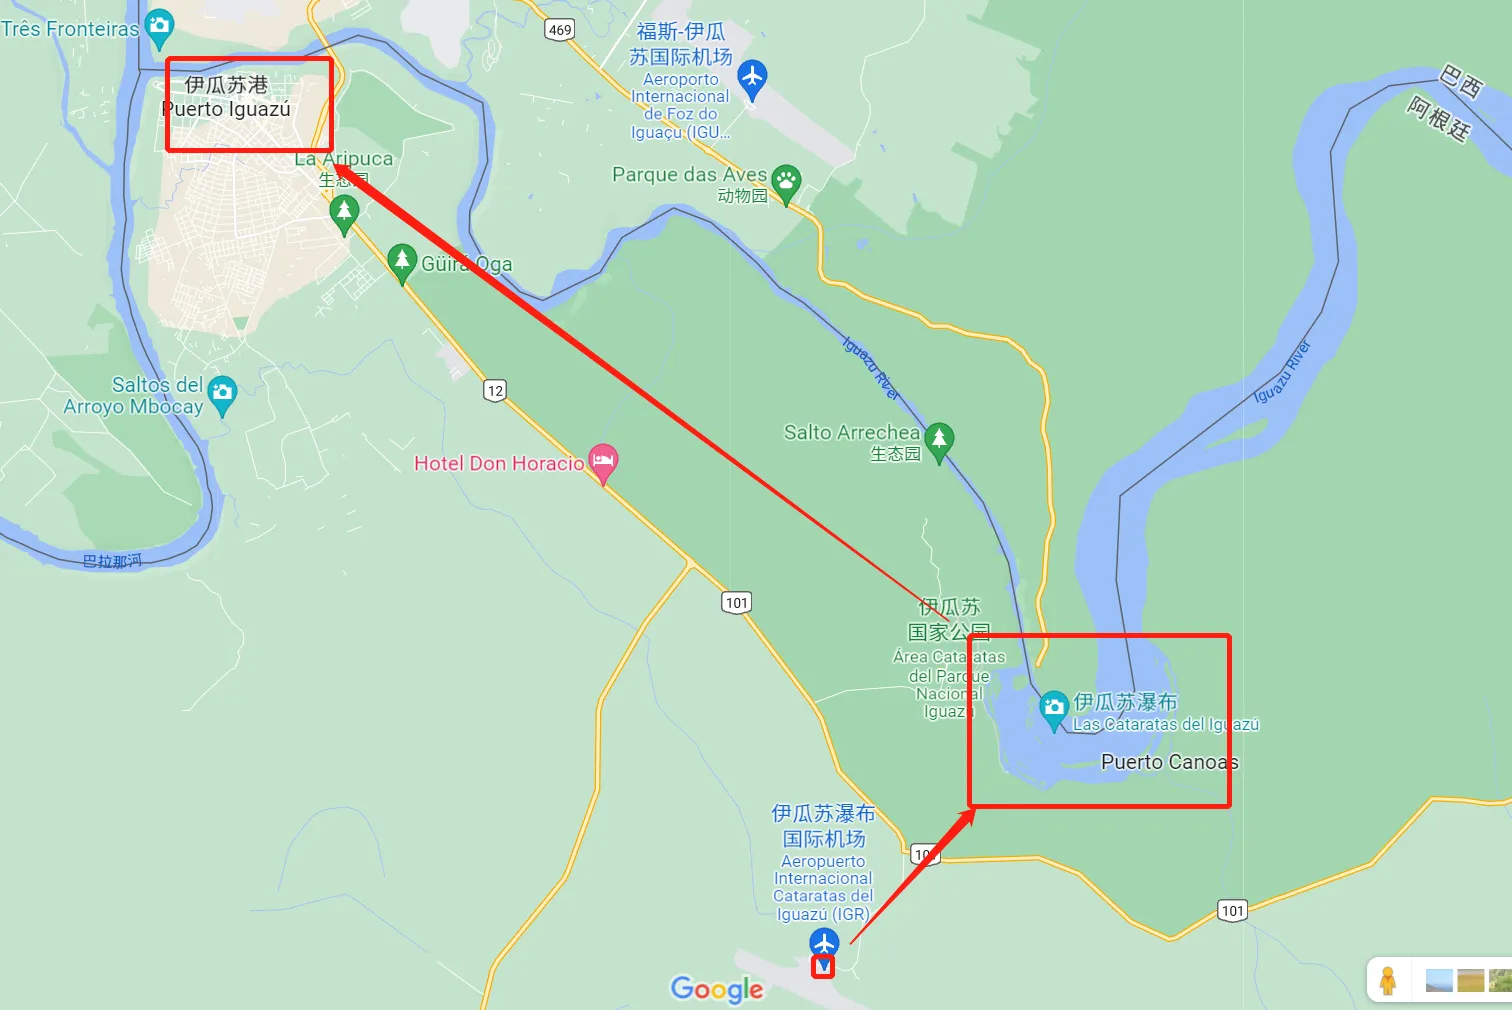 Três Fronteiras
469
福斯-伊瓜
苏国际机场
Aeroporto
Internacional
de Foz do
Iguaçu (IGU...
巴西
阿根廷
伊瓜苏港
Puerto Iguazú
La Aripuca
生态园
Parque das Aves
动物园
Güirá Oga
Iguazu River
Iguazu River
Saltos del
Arroyo Mbocay
12
Salto Arrechea
生态园
Hotel Don Horacio
巴拉那河
101
伊瓜苏
国家公园
Área Cataratas
del Parque
Nacional
Iguazú
伊瓜苏瀑布
Las Cataratas del Iguazú
Puerto Canoas
伊瓜苏瀑布
国际机场
Aeropuerto
Internacional
Cataratas del
Iguazú (IGR)
101
101
Google